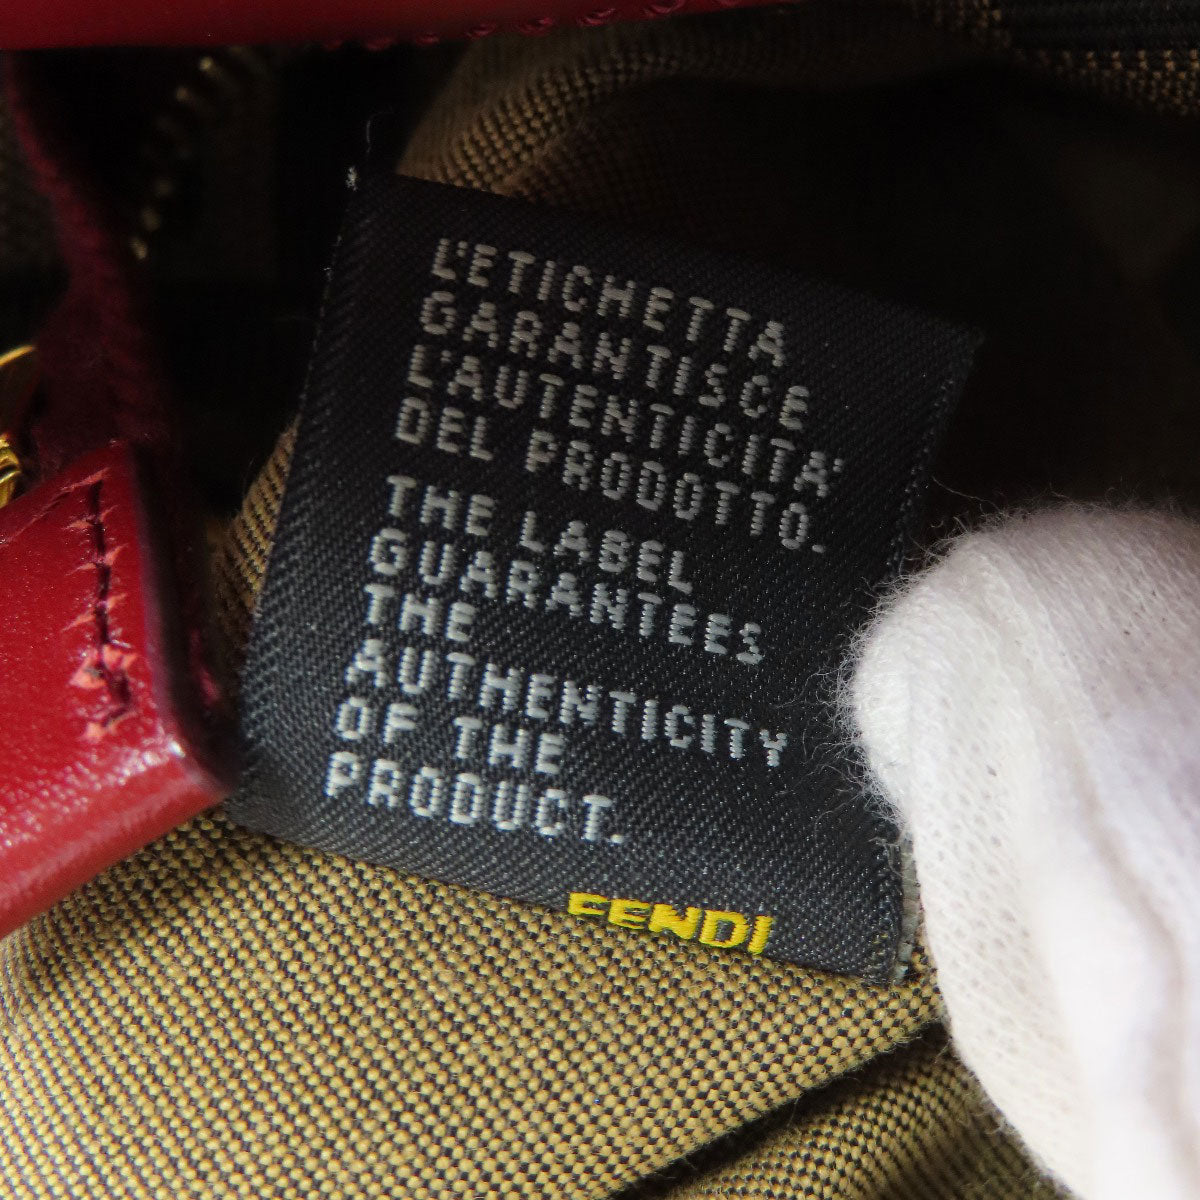 L'ETICHETTA
GARANTISCE
L'AUTENTICITA'
DEL PRODOTTO.
THE LABEL
GUARANTEES
THE
AUTHENTICITY
OF THE
PRODUCT.
FENDI